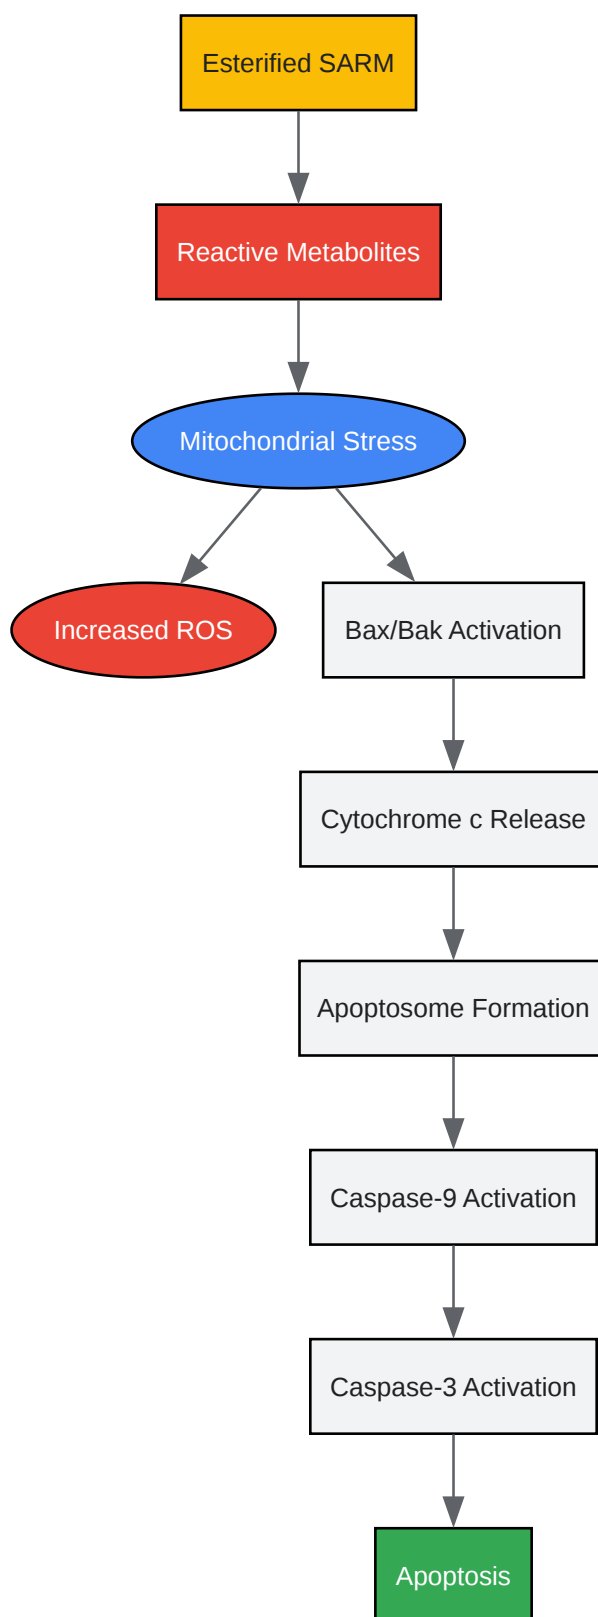 Esterified SARM
Reactive Metabolites
Mitochondrial Stress
Increased ROS
Bax/Bak Activation
Cytochrome c Release
Apoptosome Formation
Caspase-9 Activation
Caspase-3 Activation
Apoptosis